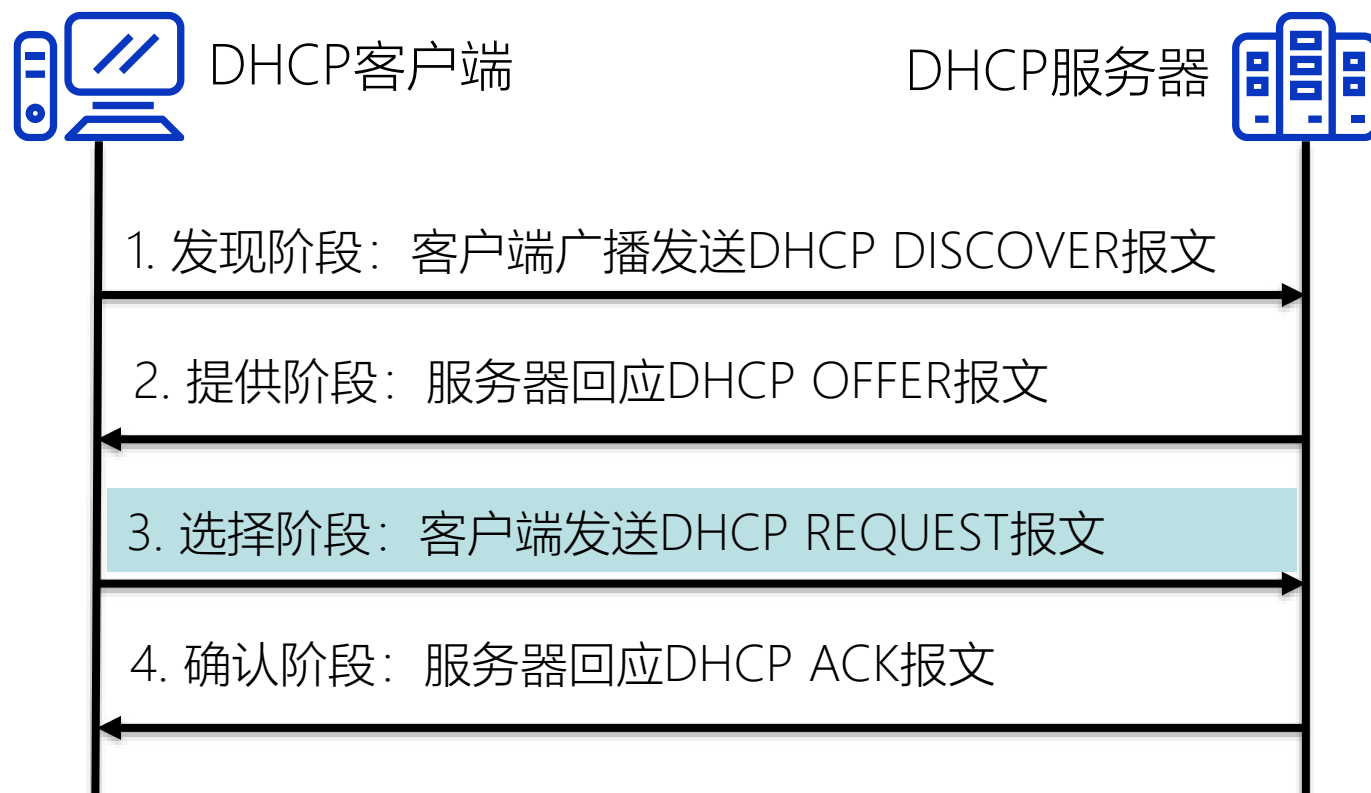 DHCP客户端
DHCP服务器
1. 发现阶段：客户端广播发送DHCP DISCOVER报文
2. 提供阶段：服务器回应DHCP OFFER报文
3. 选择阶段：客户端发送DHCP REQUEST报文
4. 确认阶段：服务器回应DHCP ACK报文